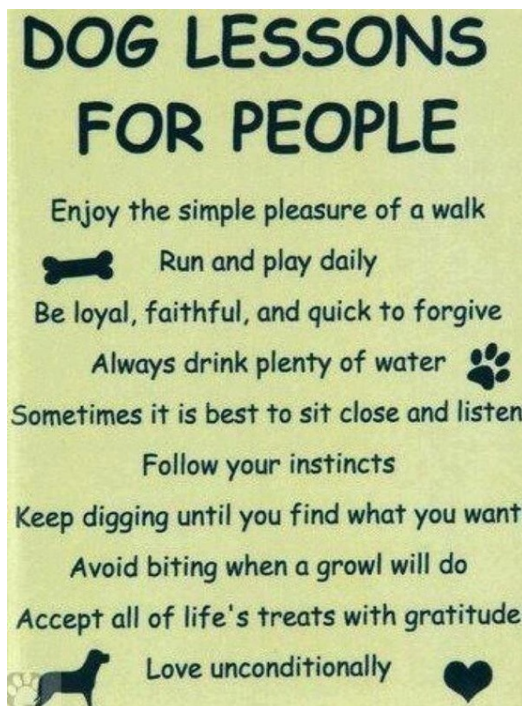 DOG LESSONS
FOR PEOPLE
Enjoy the simple pleasure of a walk
Run and play daily
Be loyal, faithful, and quick to forgive
Always drink plenty of water
Sometimes it is best to sit close and listen
Follow your instincts
Keep digging until you find what you want
Avoid biting when a growl will do
Accept all of life's treats with gratitude
Love unconditionally